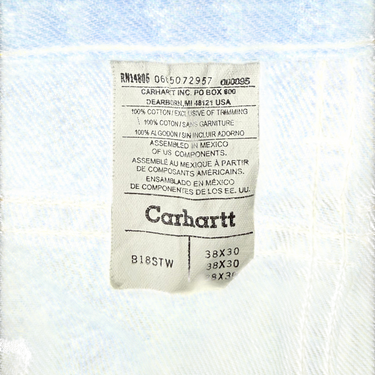 RN14806 0615072957 000095
CARHARTT INC. PO BOX 600
DEARBORN, MI 48121 USA
100% COTTON / EXCLUSIVE OF TRIMMING
100% COTON / SANS GARNITURE
100% ALGODON / SIN INCLUIR ADORNO
ASSEMBLED IN MEXICO
OF US COMPONENTS.
ASSEMBLÉ AU MEXIQUE À PARTIR
DE COMPOSANTS AMÉRICAINS.
ENSAMBLADO EN MÉXICO
DE COMPONENTES DE LOS EE. UU.
Carhartt
B18STW 38X30
38X30
38X30